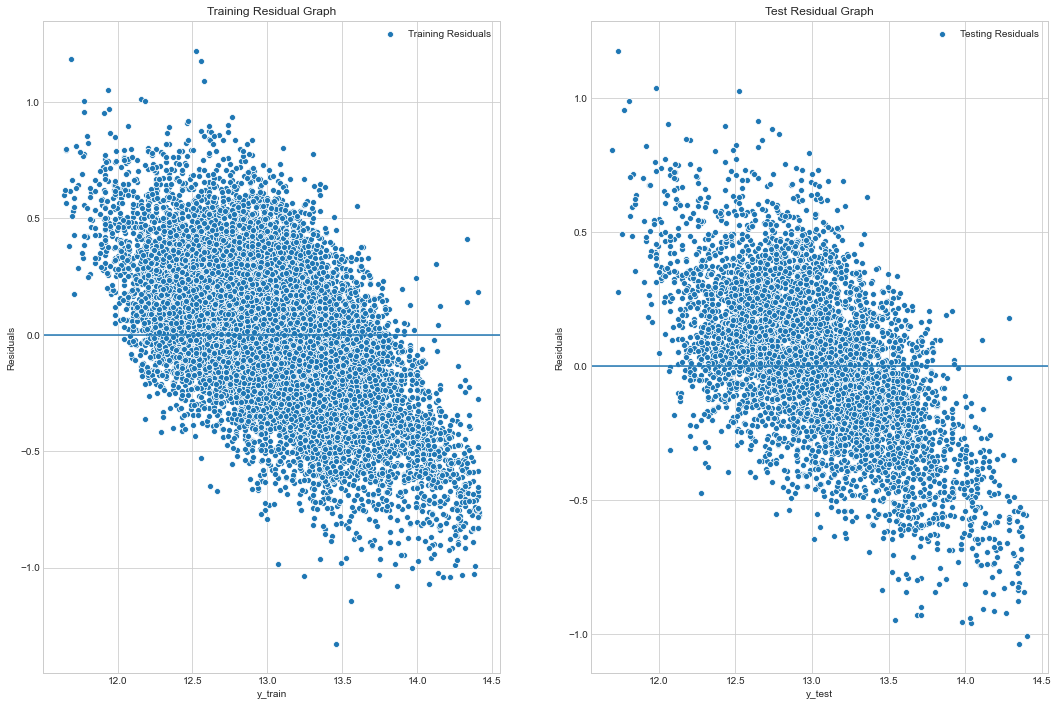 Training Residual Graph
Training Residuals
1.0
0.5
0.0
−0.5
−1.0
Residuals
12.0 12.5 13.0 13.5 14.0 14.5
y_train
Test Residual Graph
Testing Residuals
1.0
0.5
0.0
−0.5
−1.0
Residuals
12.0 12.5 13.0 13.5 14.0 14.5
y_test